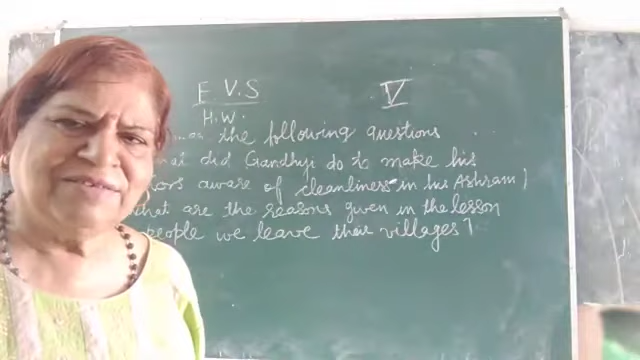 E.V.S V
H.W.
the following questions
did Gandhiji do to make his
aware of cleanliness in his Ashram?
what are the reasons given in the lesson
people we leave their villages?